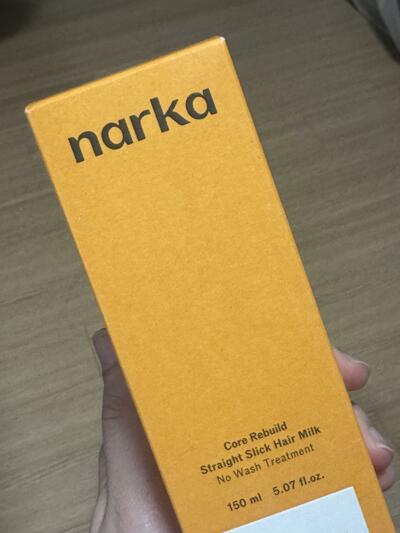 narka
Core Rebuild
Straight Slick Hair Milk
No Wash Treatment
150 ml 5.07 fl.oz.